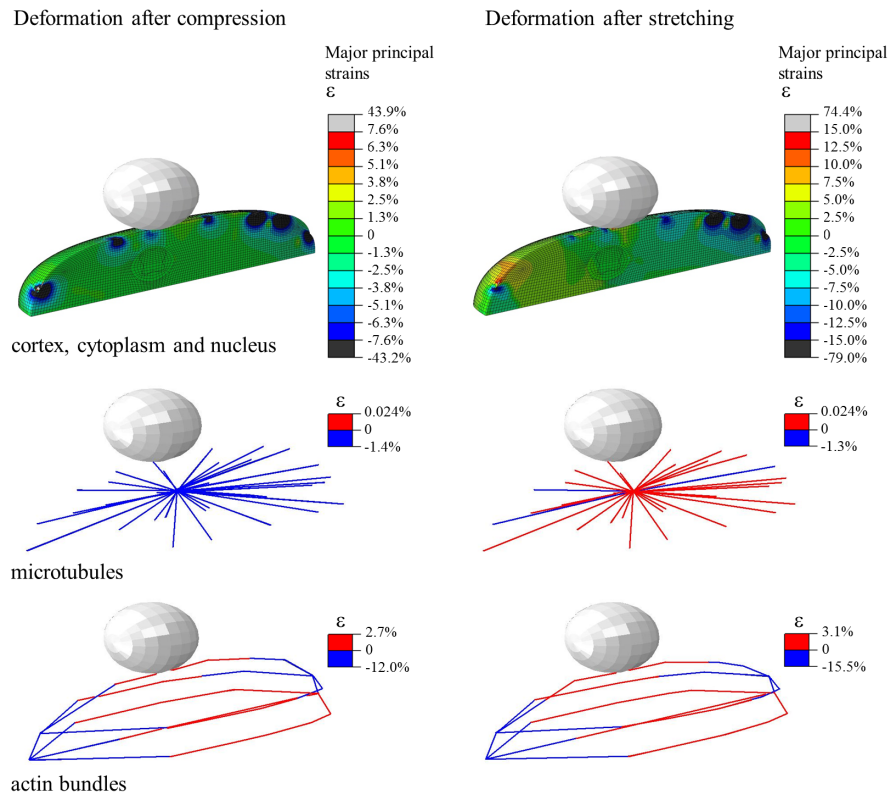 Deformation after compression
Deformation after stretching
Major principal
strains
ε
43.9%
7.6%
6.3%
5.1%
3.8%
2.5%
1.3%
0
-1.3%
-2.5%
-3.8%
-5.1%
-6.3%
-7.6%
-43.2%
Major principal
strains
ε
74.4%
15.0%
12.5%
10.0%
7.5%
5.0%
2.5%
0
-2.5%
-5.0%
-7.5%
-10.0%
-12.5%
-15.0%
-79.0%
cortex, cytoplasm and nucleus
ε
0.024%
0
-1.4%
ε
0.024%
0
-1.3%
microtubules
ε
2.7%
0
-12.0%
ε
3.1%
0
-15.5%
actin bundles